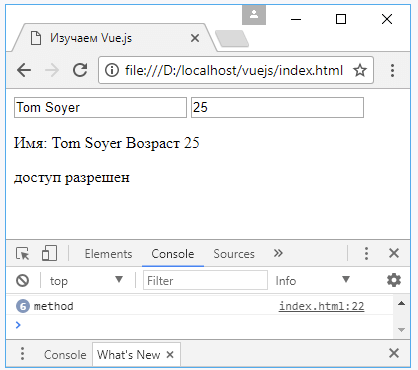 Изучаем Vue.js
file:///D:/localhost/vuejs/index.html
Tom Soyer 25
Имя: Tom Soyer Возраст 25
доступ разрешен
Elements Console Sources
top Filter Info
6 method index.html:22
Console What's New